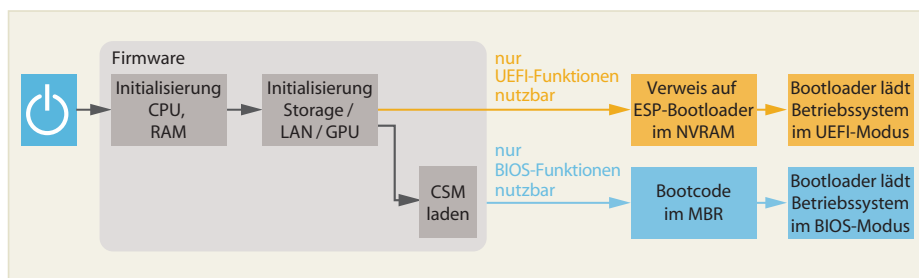 Firmware
Initialisierung
CPU,
RAM
Initialisierung
Storage /
LAN / GPU
CSM
laden
nur
UEFI-Funktionen
nutzbar
Verweis auf
ESP-Bootloader
im NVRAM
Bootloader lädt
Betriebssystem
im UEFI-Modus
nur
BIOS-Funktionen
nutzbar
Bootcode
im MBR
Bootloader lädt
Betriebssystem
im BIOS-Modus